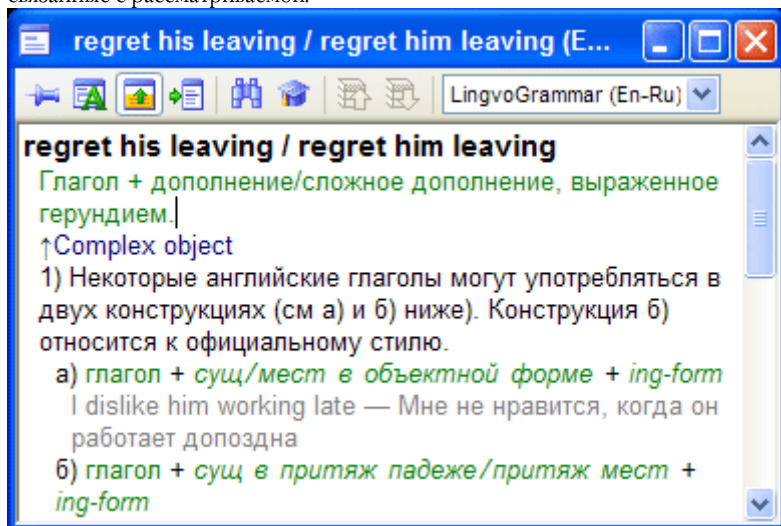 связанные с рассматриваемой.
regret his leaving / regret him leaving (E...
LingvoGrammar (En-Ru)
regret his leaving / regret him leaving
Глагол + дополнение/сложное дополнение, выраженное
герундием.
↑Complex object
1) Некоторые английские глаголы могут употребляться в
двух конструкциях (см а) и б) ниже). Конструкция б)
относится к официальному стилю.
а) глагол + сущ/мест в объектной форме + ing-form
I dislike him working late — Мне не нравится, когда он
работает допоздна
б) глагол + сущ в притяж падеже/притяж мест +
ing-form